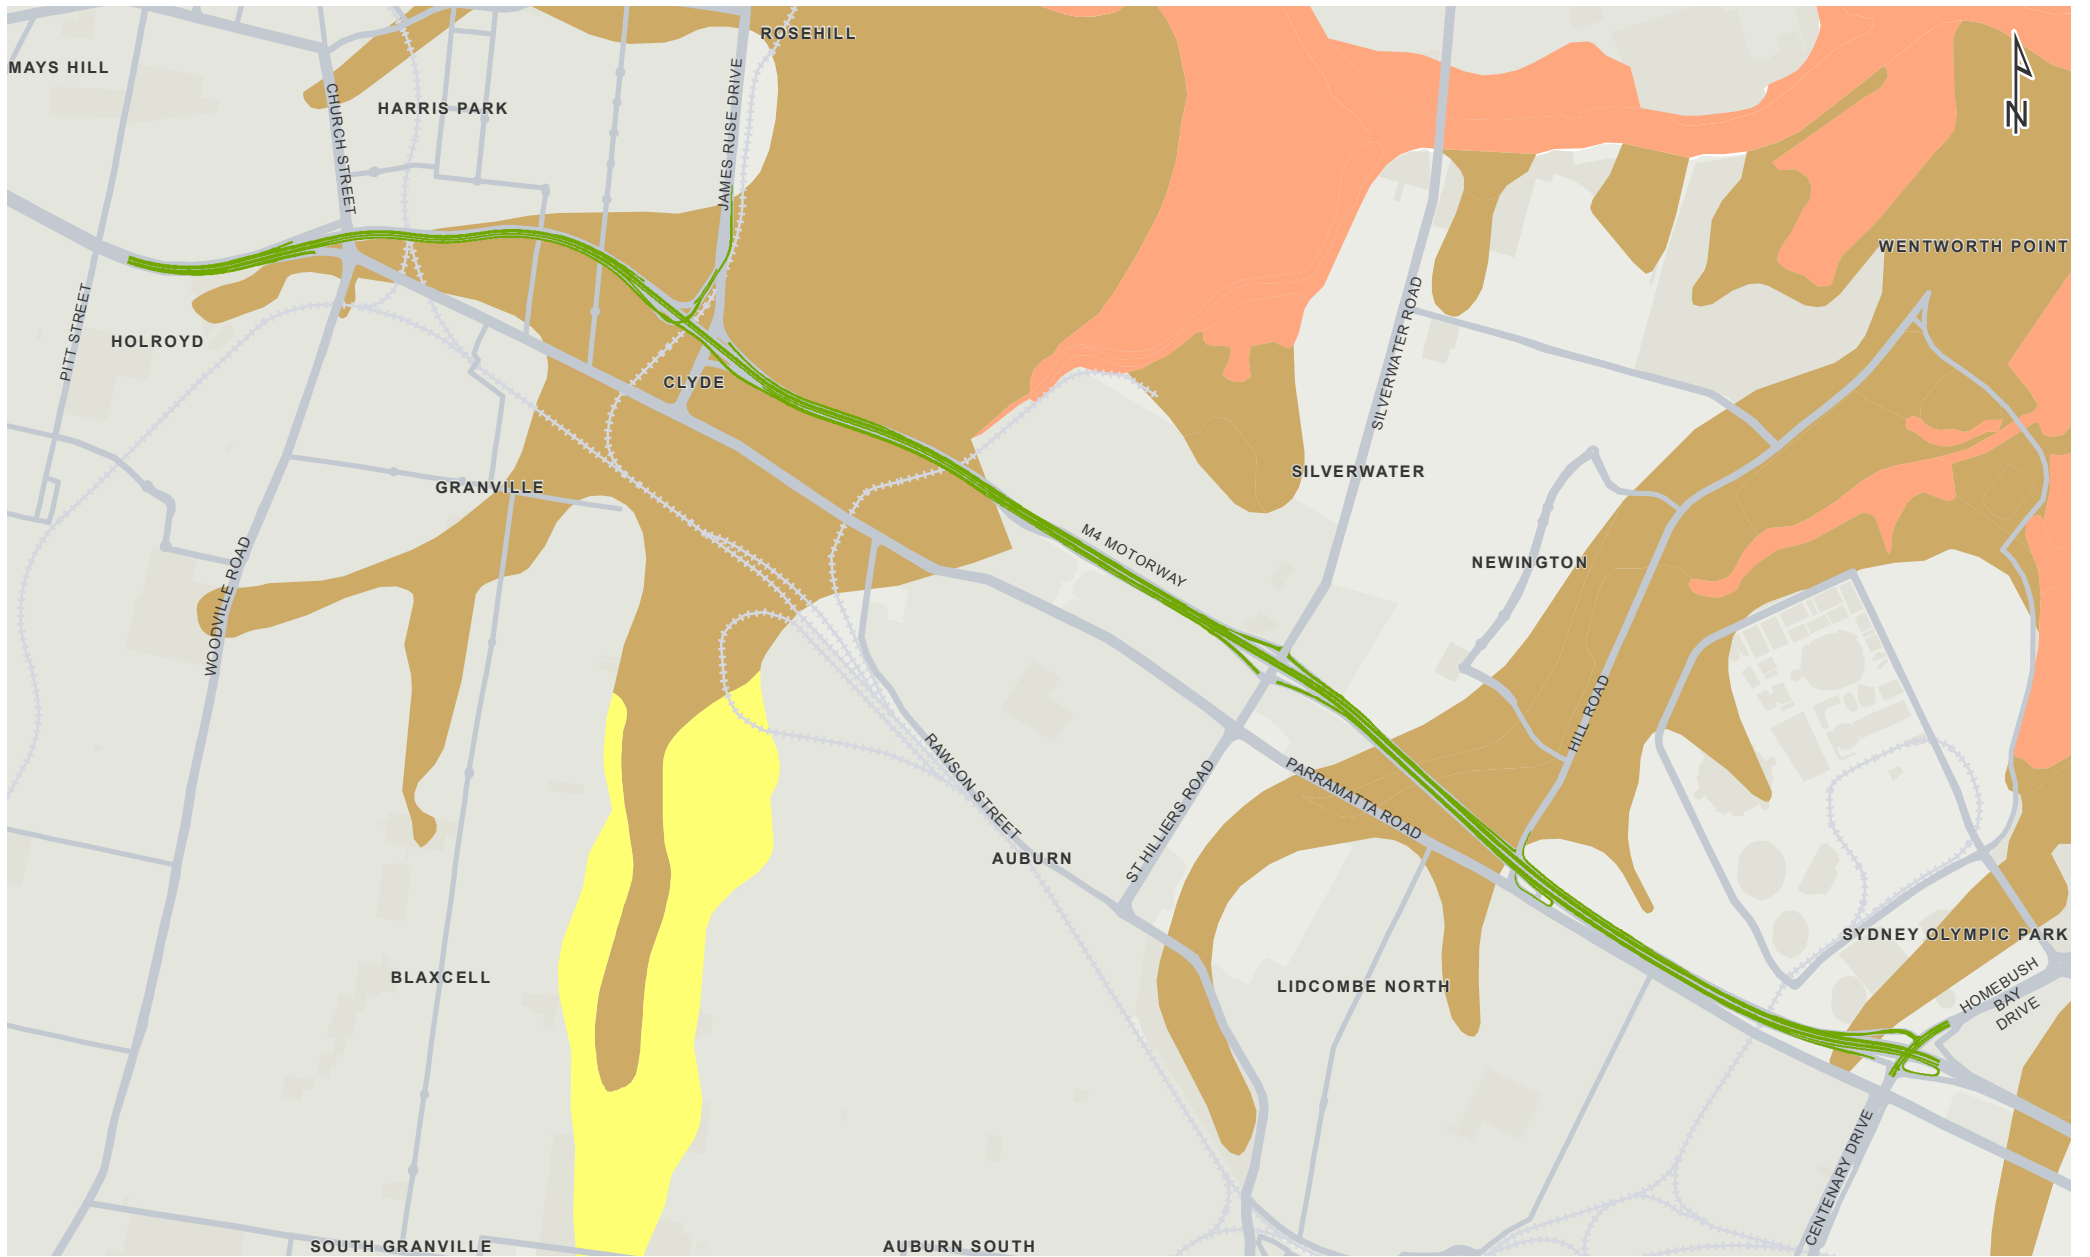 ROSEHILL
MAYS HILL
HARRIS PARK
CHURCH STREET
JAMES RUSE DRIVE
N
WENTWORTH POINT
PITT STREET
HOLROYD
CLYDE
SILVERWATER ROAD
SILVERWATER
GRANVILLE
M4 MOTORWAY
NEWINGTON
WOODVILLE ROAD
HILL ROAD
RAWSON STREET
ST HILLIERS ROAD
PARRAMATTA ROAD
AUBURN
SYDNEY OLYMPIC PARK
BLAXCELL
LIDCOMBE NORTH
HOMEBUSH
BAY
DRIVE
CENTENARY DRIVE
SOUTH GRANVILLE
AUBURN SOUTH